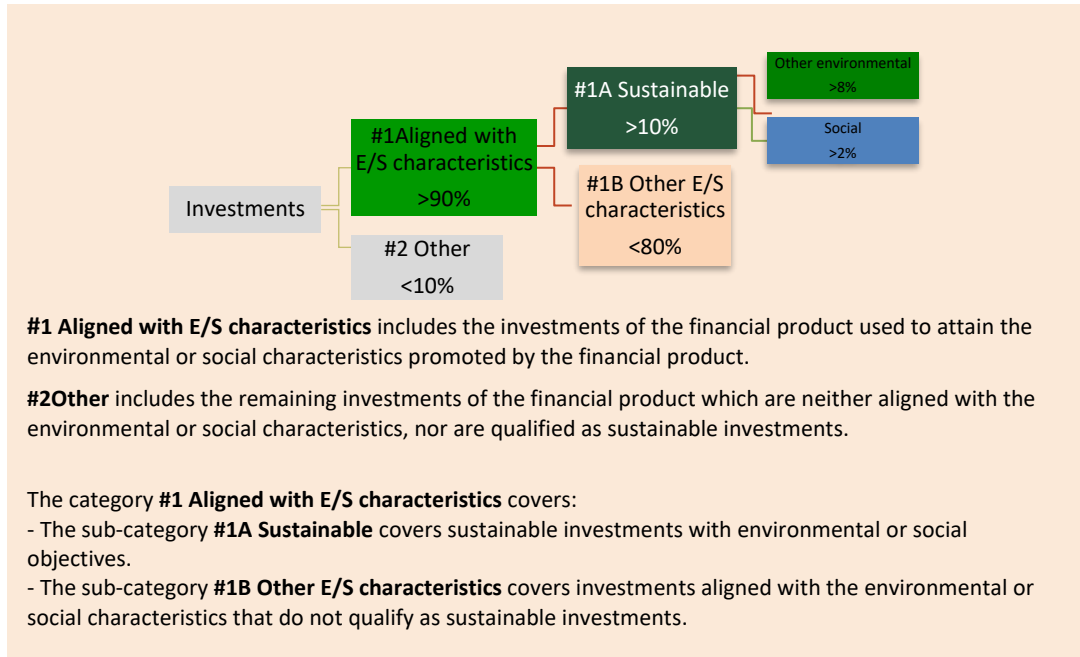 Other environmental
>8%
#1A Sustainable
>10%
Social
>2%
#1Aligned with
E/S characteristics
>90%
#1B Other E/S
characteristics
<80%
Investments
#2 Other
<10%
#1 Aligned with E/S characteristics includes the investments of the financial product used to attain the
environmental or social characteristics promoted by the financial product.
#2Other includes the remaining investments of the financial product which are neither aligned with the
environmental or social characteristics, nor are qualified as sustainable investments.
The category #1 Aligned with E/S characteristics covers:
- The sub-category #1A Sustainable covers sustainable investments with environmental or social
objectives.
- The sub-category #1B Other E/S characteristics covers investments aligned with the environmental or
social characteristics that do not qualify as sustainable investments.